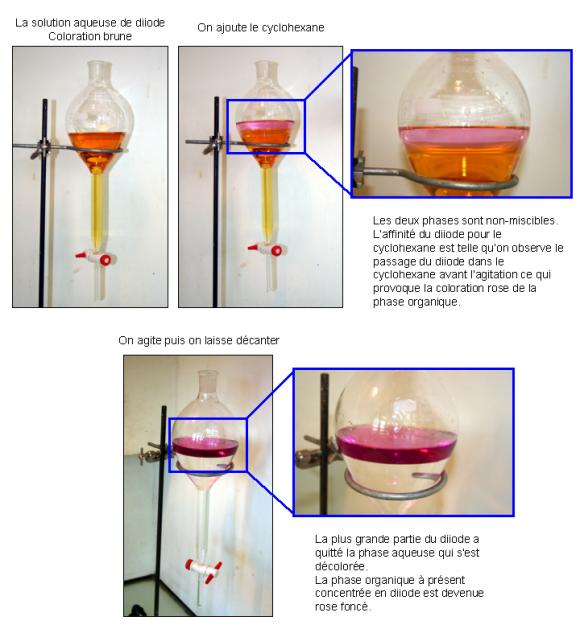 La solution aqueuse de diiode
Coloration brune
On ajoute le cyclohexane
Les deux phases sont non-miscibles.
L'affinité du diiode pour le
cyclohexane est telle qu'on observe le
passage du diiode dans le
cyclohexane avant l'agitation ce qui
provoque la coloration rose de la
phase organique.
On agite puis on laisse décanter
La plus grande partie du diiode a
quitté la phase aqueuse qui s'est
décolorée.
La phase organique à présent
concentrée en diiode est devenue
rose foncé.